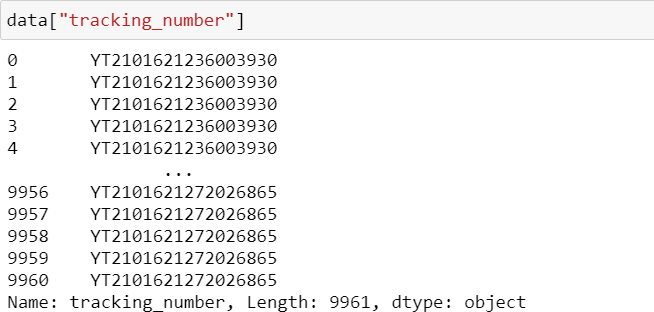 data["tracking_number"]
0 YT2101621236003930
1 YT2101621236003930
2 YT2101621236003930
3 YT2101621236003930
4 YT2101621236003930
...
9956 YT2101621272026865
9957 YT2101621272026865
9958 YT2101621272026865
9959 YT2101621272026865
9960 YT2101621272026865
Name: tracking_number, Length: 9961, dtype: object